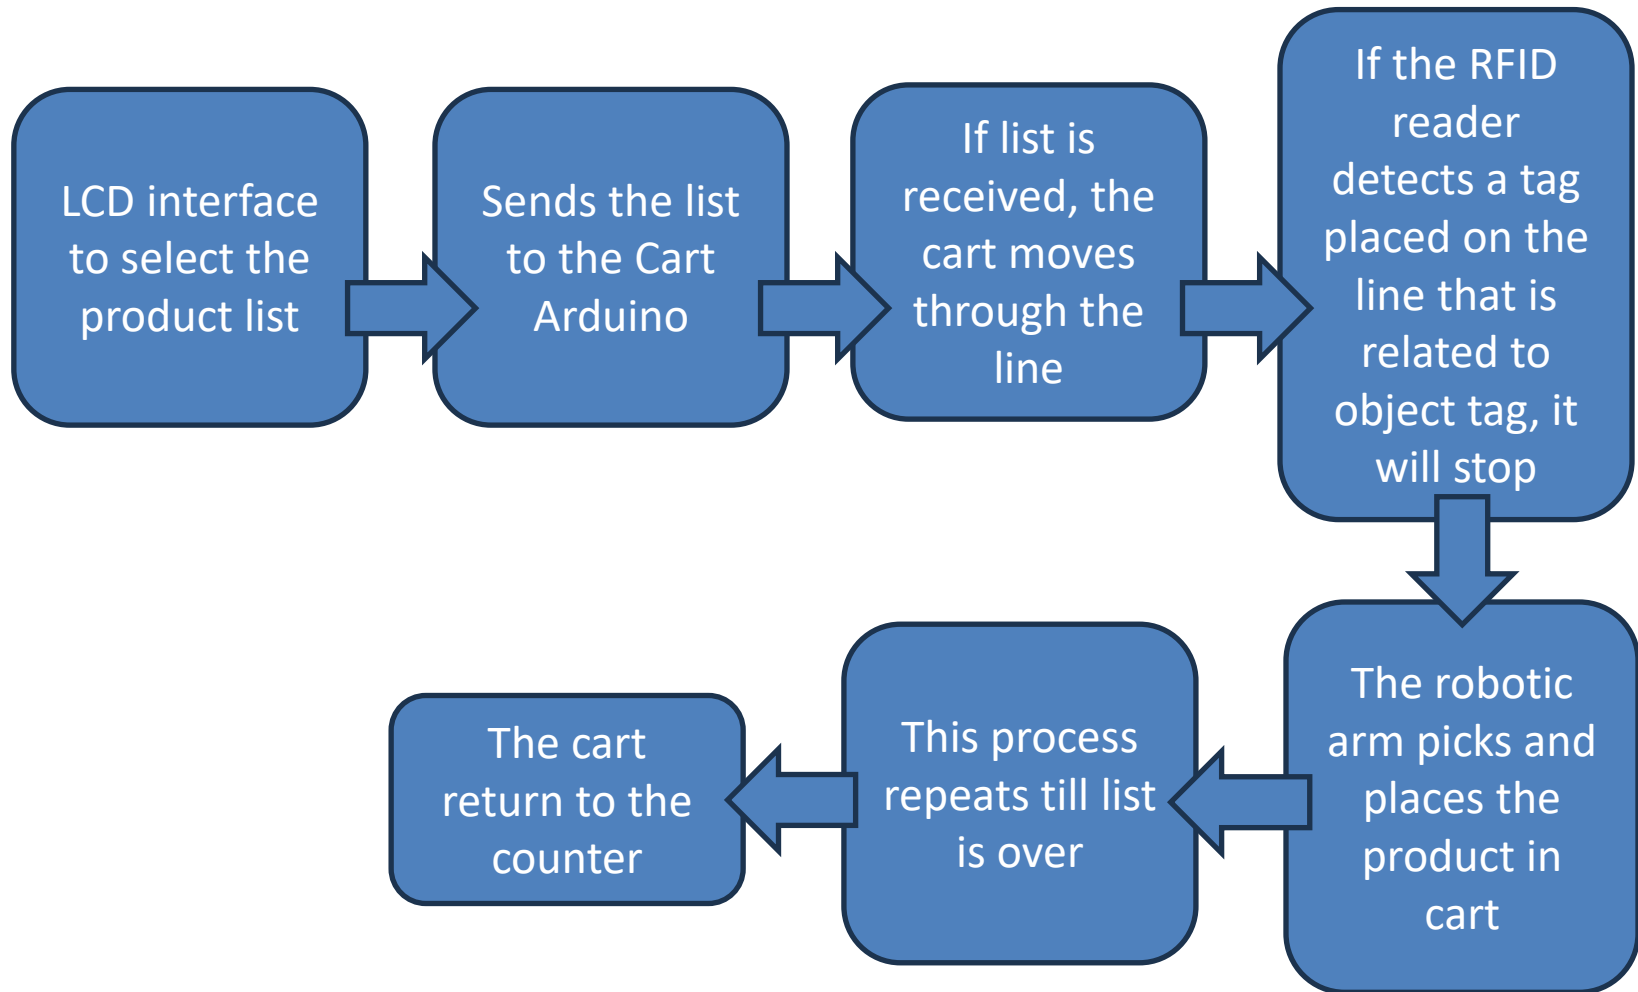 LCD interface
to select the
product list
Sends the list
to the Cart
Arduino
If list is
received, the
cart moves
through the
line
If the RFID
reader
detects a tag
placed on the
line that is
related to
object tag, it
will stop
The robotic
arm picks and
places the
product in
cart
This process
repeats till list
is over
The cart
return to the
counter